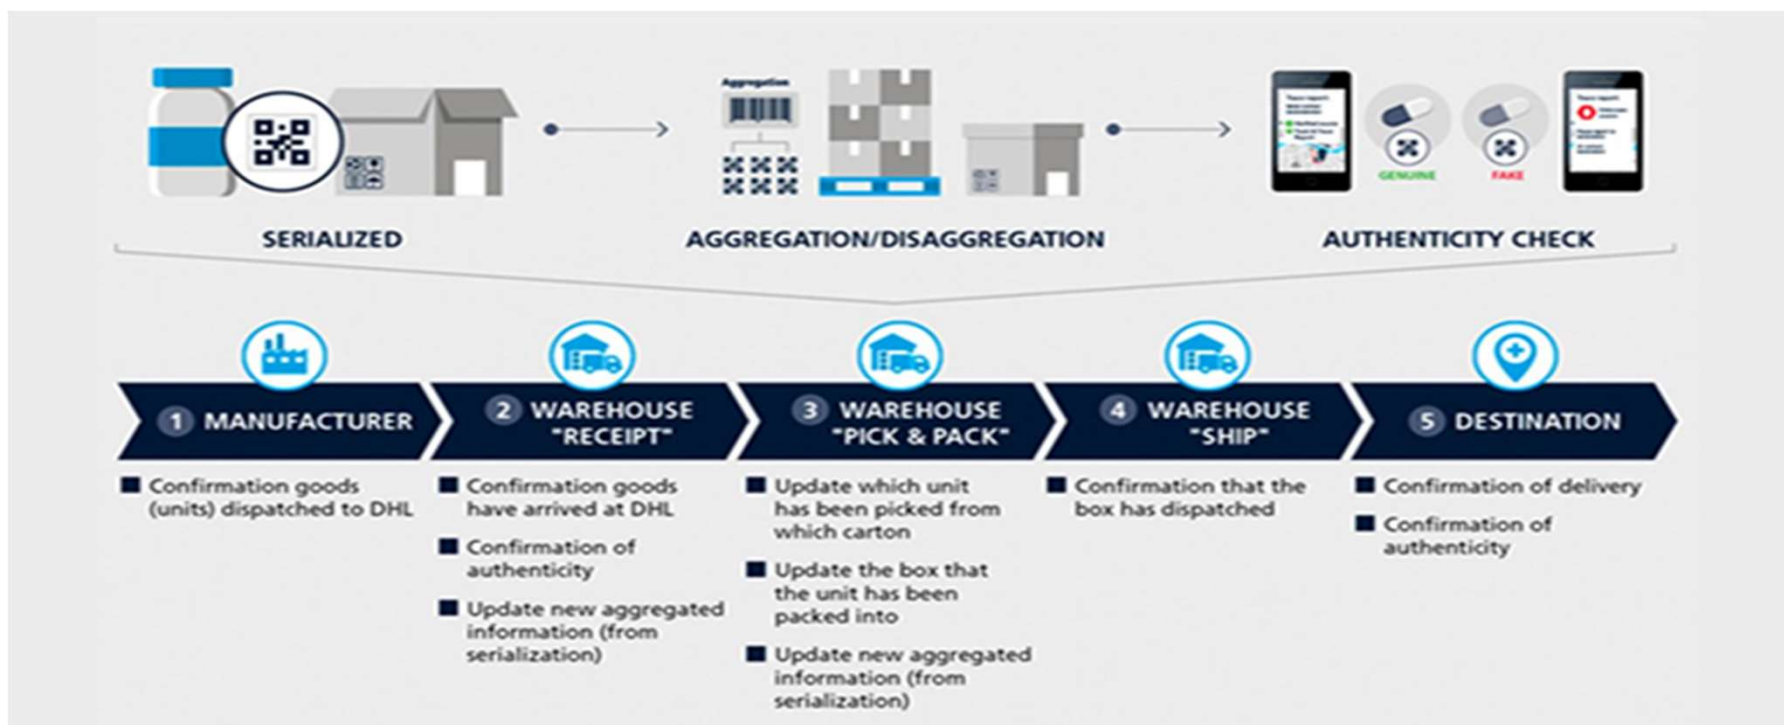 Aggregation
GENUINE
FAKE
SERIALIZED
AGGREGATION/DISAGGREGATION
AUTHENTICITY CHECK
1 MANUFACTURER
2 WAREHOUSE
"RECEIPT"
3 WAREHOUSE
"PICK & PACK"
4 WAREHOUSE
"SHIP"
5 DESTINATION
Confirmation goods
(units) dispatched to DHL
Confirmation goods
have arrived at DHL
Confirmation of
authenticity
Update new aggregated
information (from
serialization)
Update which unit
has been picked from
which carton
Update the box that
the unit has been
packed into
Update new aggregated
information (from
serialization)
Confirmation that the
box has dispatched
Confirmation of delivery
Confirmation of
authenticity